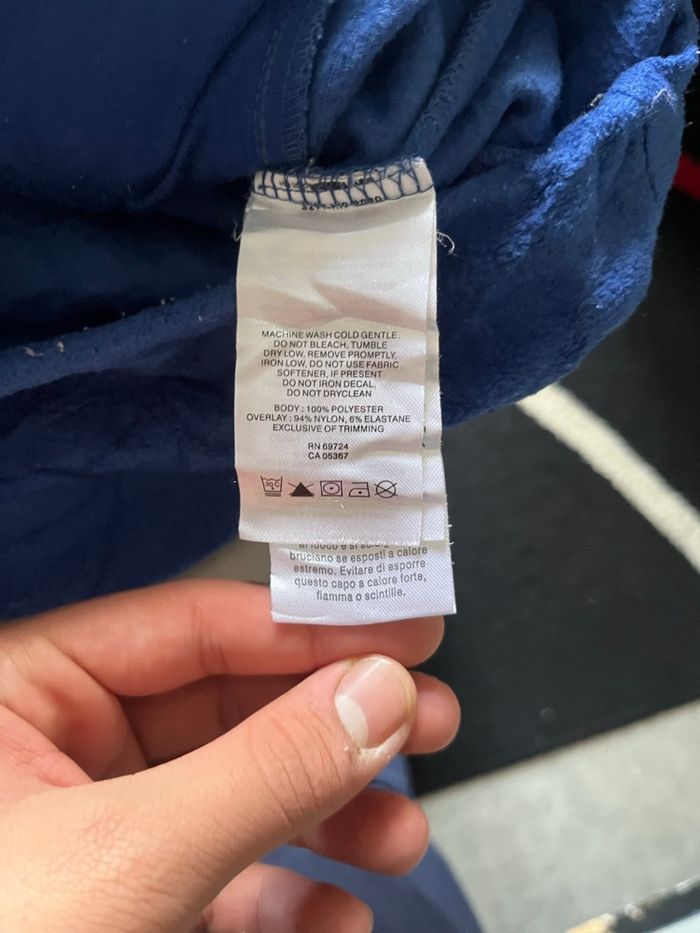 MACHINE WASH COLD GENTLE.
DO NOT BLEACH, TUMBLE
DRY LOW, REMOVE PROMPTLY,
IRON LOW, DO NOT USE FABRIC
SOFTENER, IF PRESENT
DO NOT IRON DECAL,
DO NOT DRYCLEAN
BODY : 100% POLYESTER
OVERLAY : 94% NYLON, 6% ELASTANE
EXCLUSIVE OF TRIMMING
RN 69724
CA 05367
30°C
bruciano se esposti a calore
estremo. Evitare di esporre
questo capo a calore forte,
fiamma o scintille.